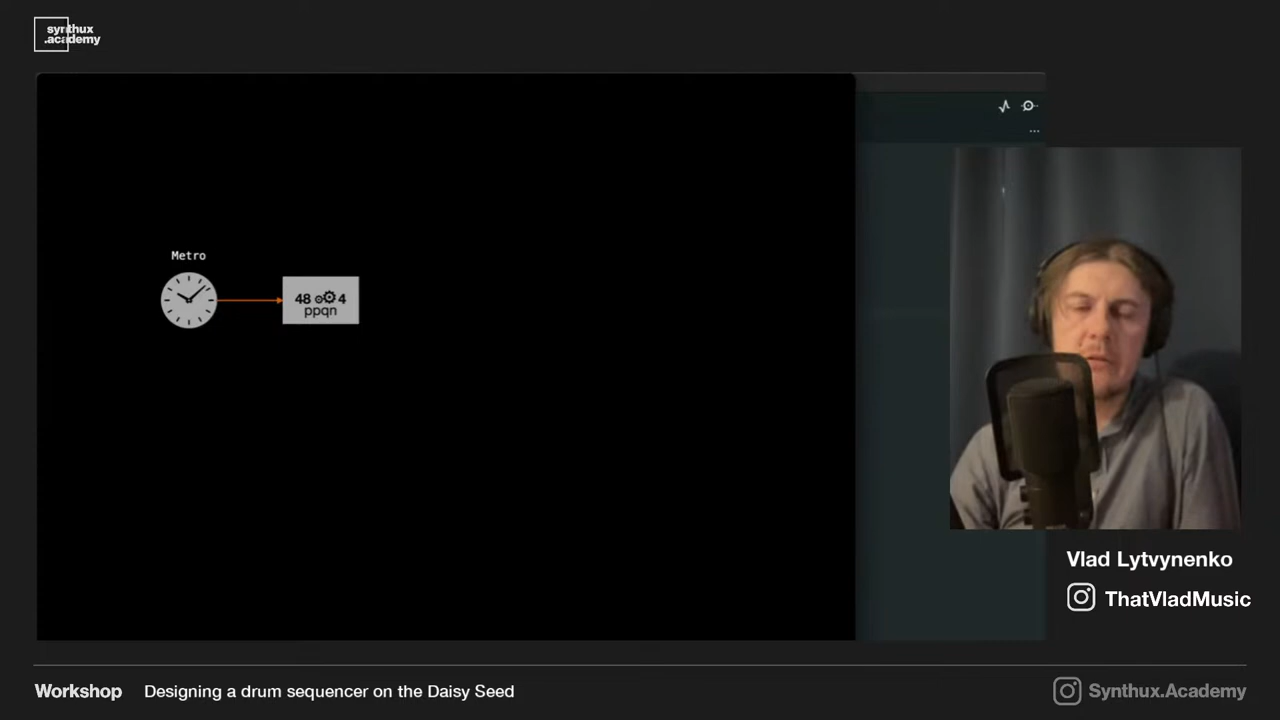 synthux
.academy
Metro
48 4
ppqn
Vlad Lytvynenko
ThatVladMusic
Workshop Designing a drum sequencer on the Daisy Seed
Synthux.Academy